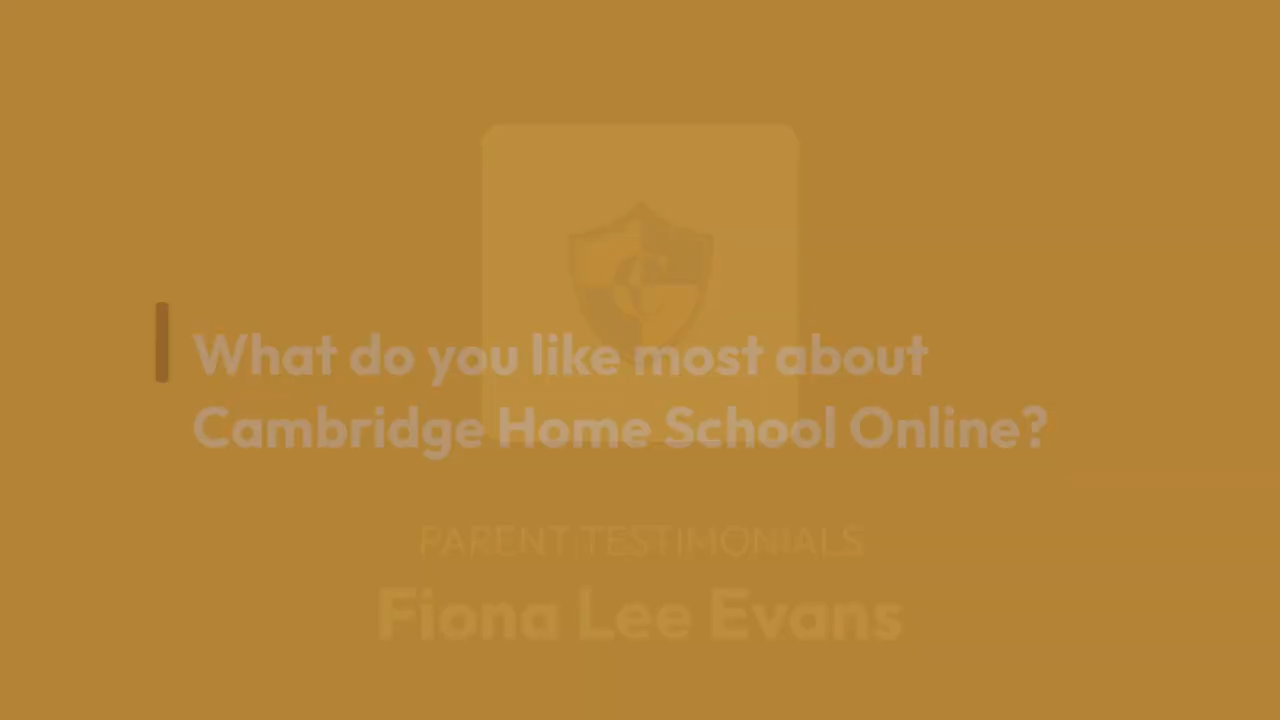 What do you like most about
Cambridge Home School Online?
PARENT TESTIMONIALS
Fiona Lee Evans